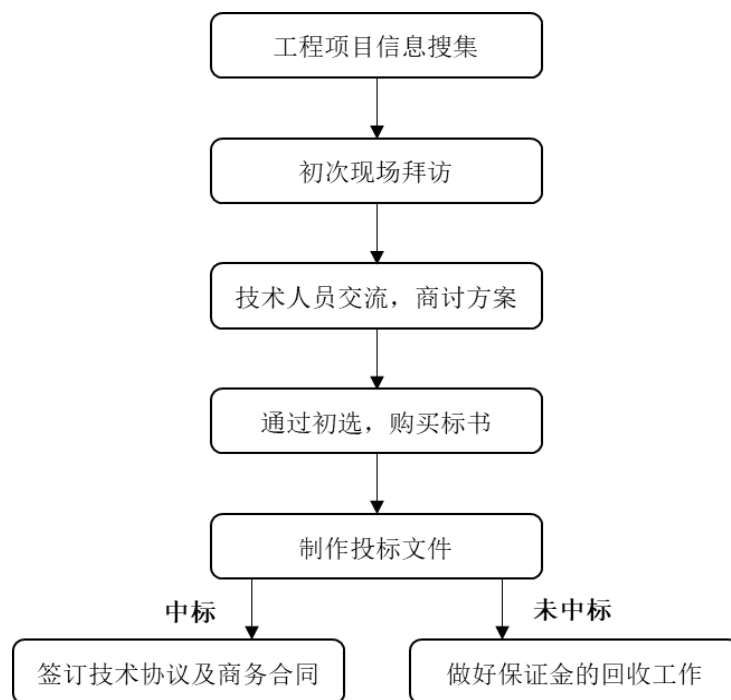 工程项目信息搜集
初次现场拜访
技术人员交流，商讨方案
通过初选，购买标书
制作投标文件
中标
未中标
签订技术协议及商务合同
做好保证金的回收工作